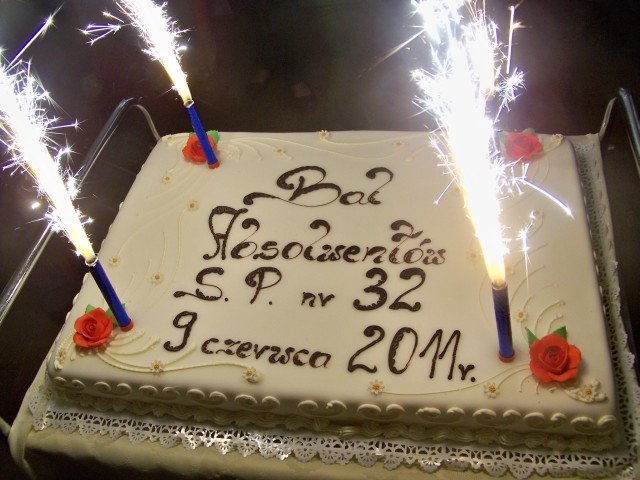 Bal
Absolwentów
S. P. nr 32
9 czerwca 2011r.